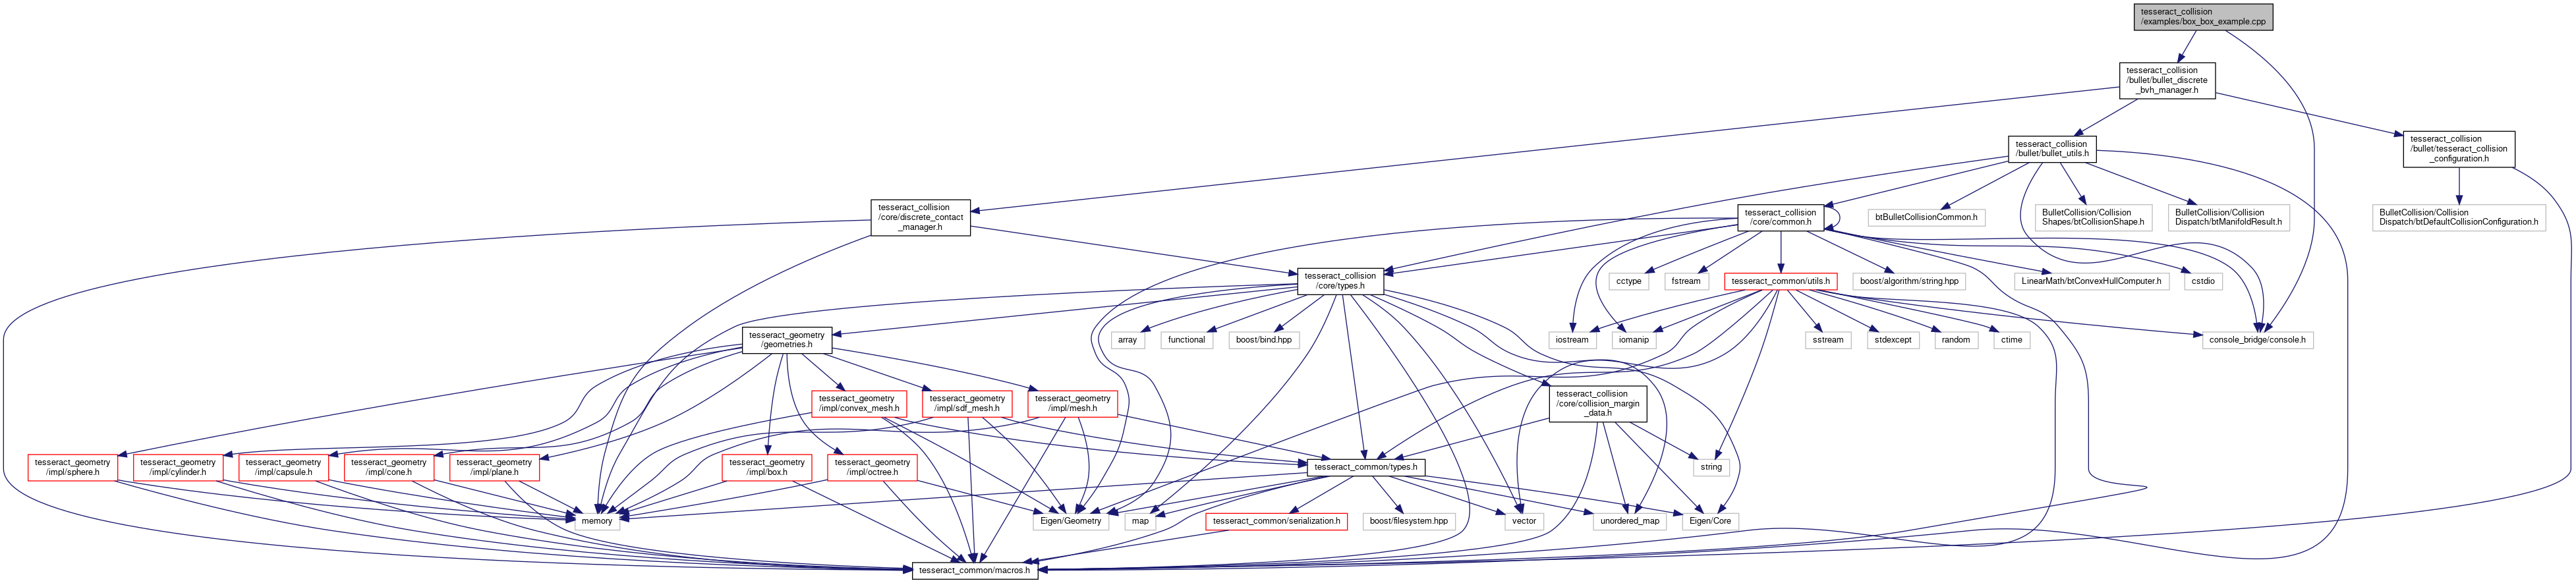 tesseract_collision
/examples/box_box_example.cpp
tesseract_collision
/bullet/bullet_discrete
_bvh_manager.h
tesseract_collision
/bullet/bullet_utils.h
tesseract_collision
/bullet/tesseract_collision
_configuration.h
tesseract_collision
/core/discrete_contact
_manager.h
tesseract_collision
/core/common.h
btBulletCollisionCommon.h
BulletCollision/Collision
Shapes/btCollisionShape.h
BulletCollision/Collision
Dispatch/btManifoldResult.h
BulletCollision/Collision
Dispatch/btDefaultCollisionConfiguration.h
tesseract_collision
/core/types.h
cctype
fstream
tesseract_common/utils.h
boost/algorithm/string.hpp
LinearMath/btConvexHullComputer.h
cstdio
tesseract_geometry
/geometries.h
array
functional
boost/bind.hpp
iostream
iomanip
sstream
stdexcept
random
ctime
console_bridge/console.h
tesseract_geometry
/impl/convex_mesh.h
tesseract_geometry
/impl/sdf_mesh.h
tesseract_geometry
/impl/mesh.h
tesseract_collision
/core/collision_margin
_data.h
tesseract_geometry
/impl/sphere.h
tesseract_geometry
/impl/cylinder.h
tesseract_geometry
/impl/capsule.h
tesseract_geometry
/impl/cone.h
tesseract_geometry
/impl/plane.h
tesseract_geometry
/impl/box.h
tesseract_geometry
/impl/octree.h
tesseract_common/types.h
string
memory
Eigen/Geometry
map
tesseract_common/serialization.h
boost/filesystem.hpp
vector
unordered_map
Eigen/Core
tesseract_common/macros.h